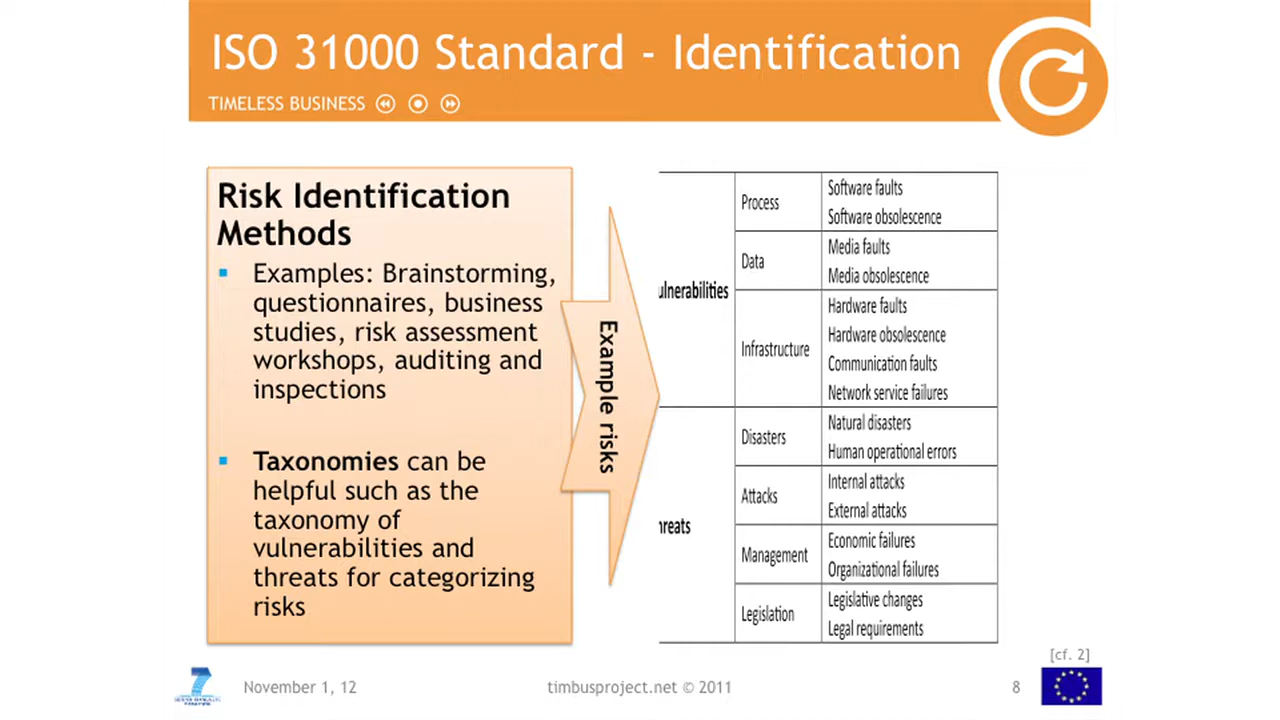 ISO 31000 Standard - Identification
TIMELESS BUSINESS
Risk Identification
Methods
Examples: Brainstorming,
questionnaires, business
studies, risk assessment
workshops, auditing and
inspections
Taxonomies can be
helpful such as the
taxonomy of
vulnerabilities and
threats for categorizing
risks
Example risks
ulnerabilities
Process
Software faults
Software obsolescence
Data
Media faults
Media obsolescence
Infrastructure
Hardware faults
Hardware obsolescence
Communication faults
Network service failures
hreats
Disasters
Natural disasters
Human operational errors
Attacks
Internal attacks
External attacks
Management
Economic failures
Organizational failures
Legislation
Legislative changes
Legal requirements
[cf. 2]
November 1, 12
timbusproject.net © 2011
8